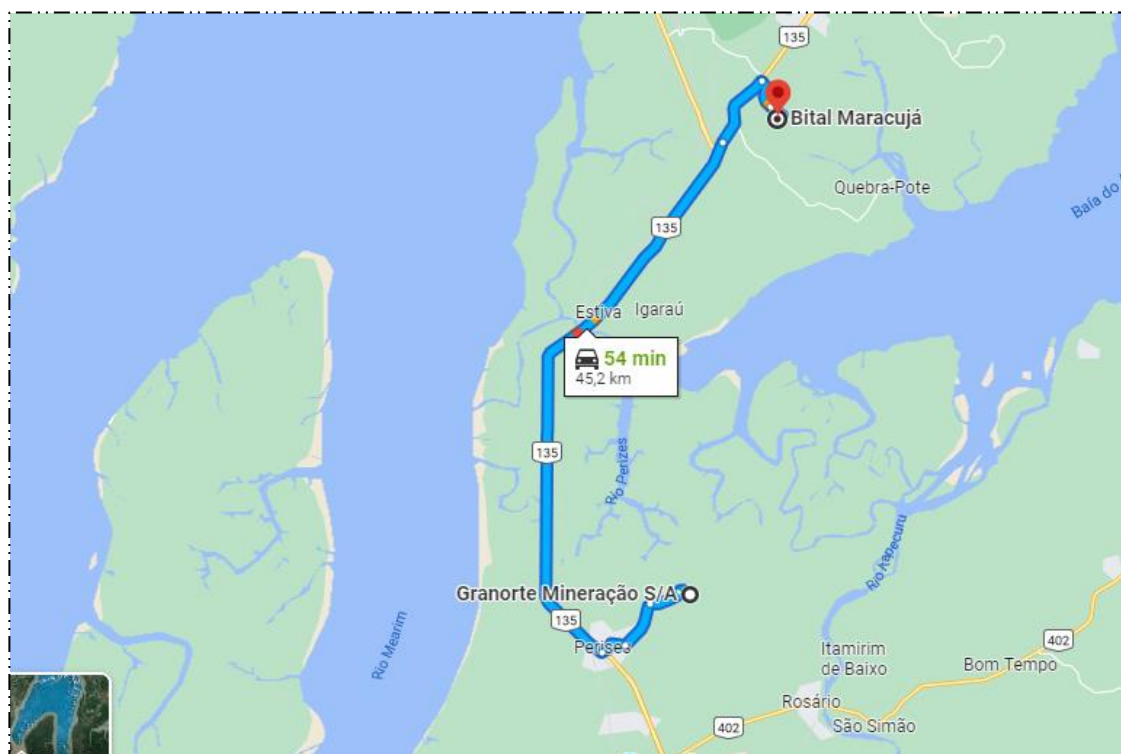 135
Bital Maracujá
Quebra-Pote
Baía do
135
Estiva
Igaraú
54 min
45,2 km
135
Rio Perizes
Rio Itapecuru
Granorte Mineração S/A
135
Perises
Rio Mearim
Itamirim
de Baixo
402
Bom Tempo
Rosário
402
São Simão